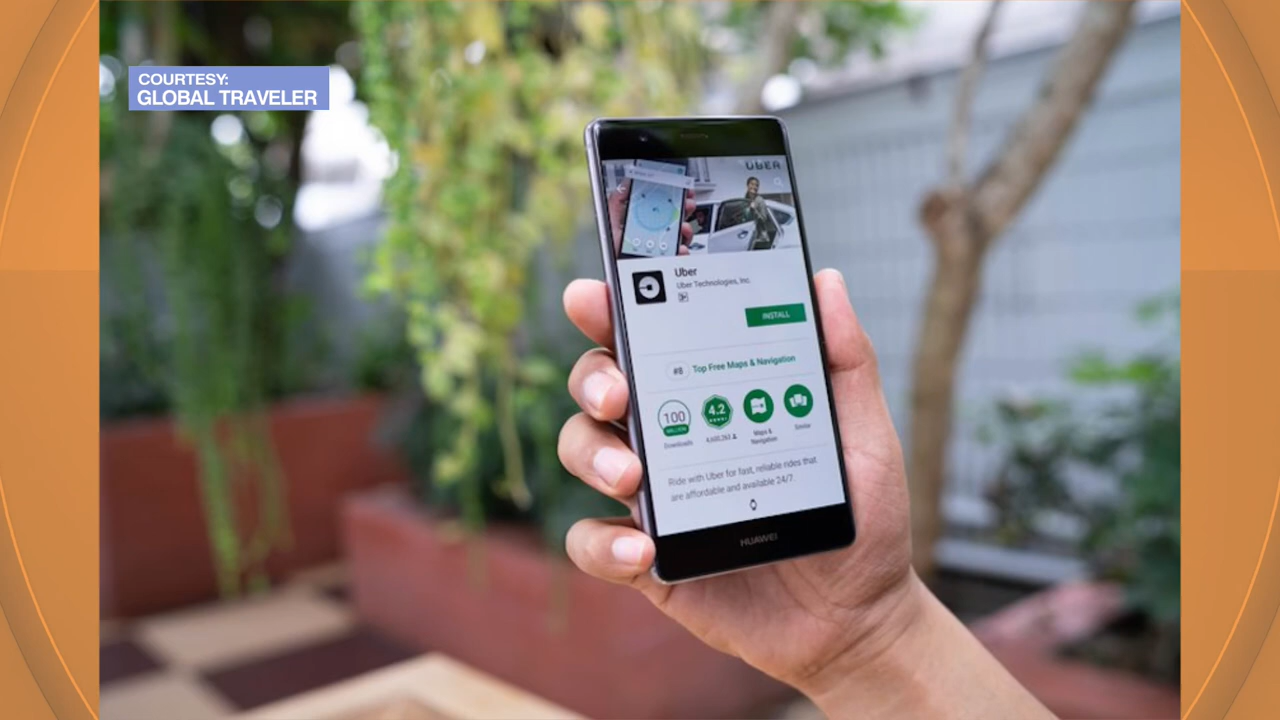 COURTESY:
GLOBAL TRAVELER
UBER
Uber
Uber Technologies, Inc.
INSTALL
#8 Top Free Maps & Navigation
100
MILLION
Downloads
4.2
Maps &
Navigation
Similar
Ride with Uber for fast, reliable rides that
are affordable and available 24/7.
HUAWEI